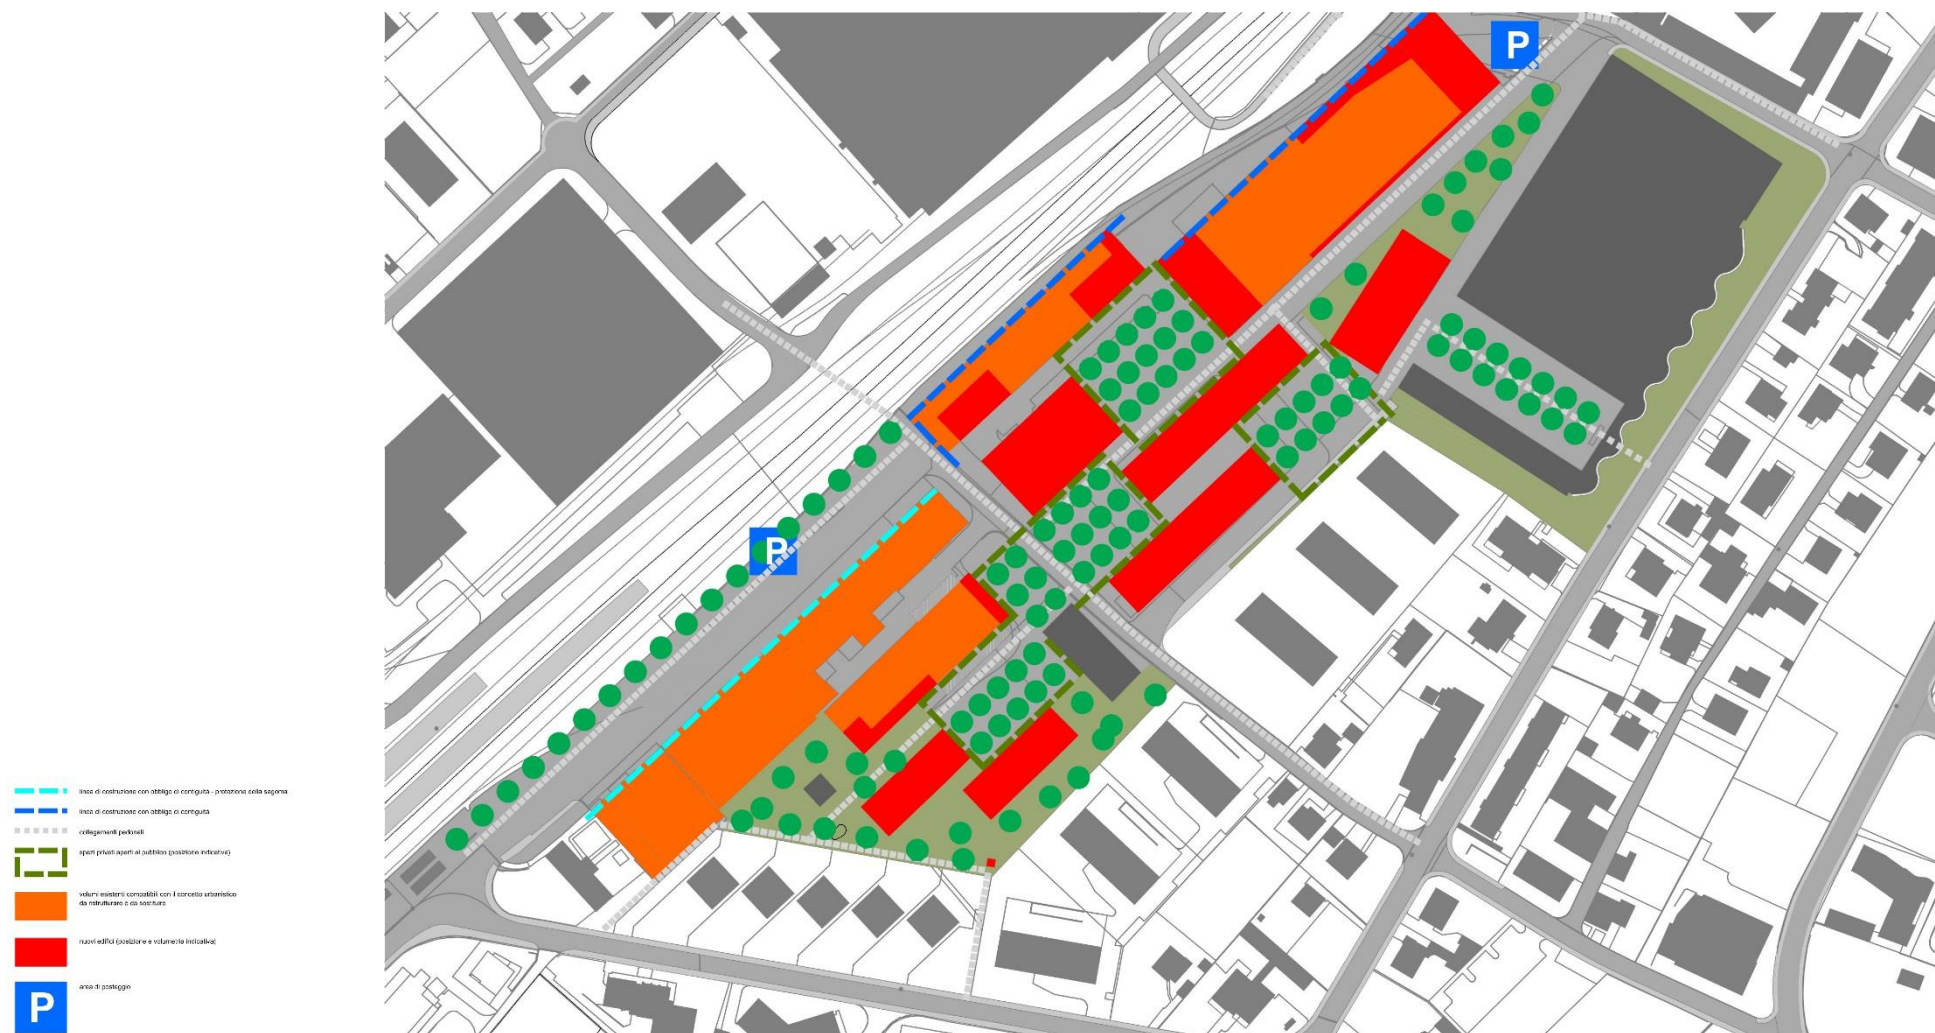 linea di costruzione con obbligo di contiguità - protezione della sagoma
linea di costruzione con obbligo di contiguità
collegamenti pedonali
spazi privati aperti al pubblico (posizione indicativa)
volumi esistenti compatibili con il concetto urbanistico
da ristrutturare o da sostituire
nuovi edifici (posizione e volumetria indicativa)
area di posteggio
P
P
P